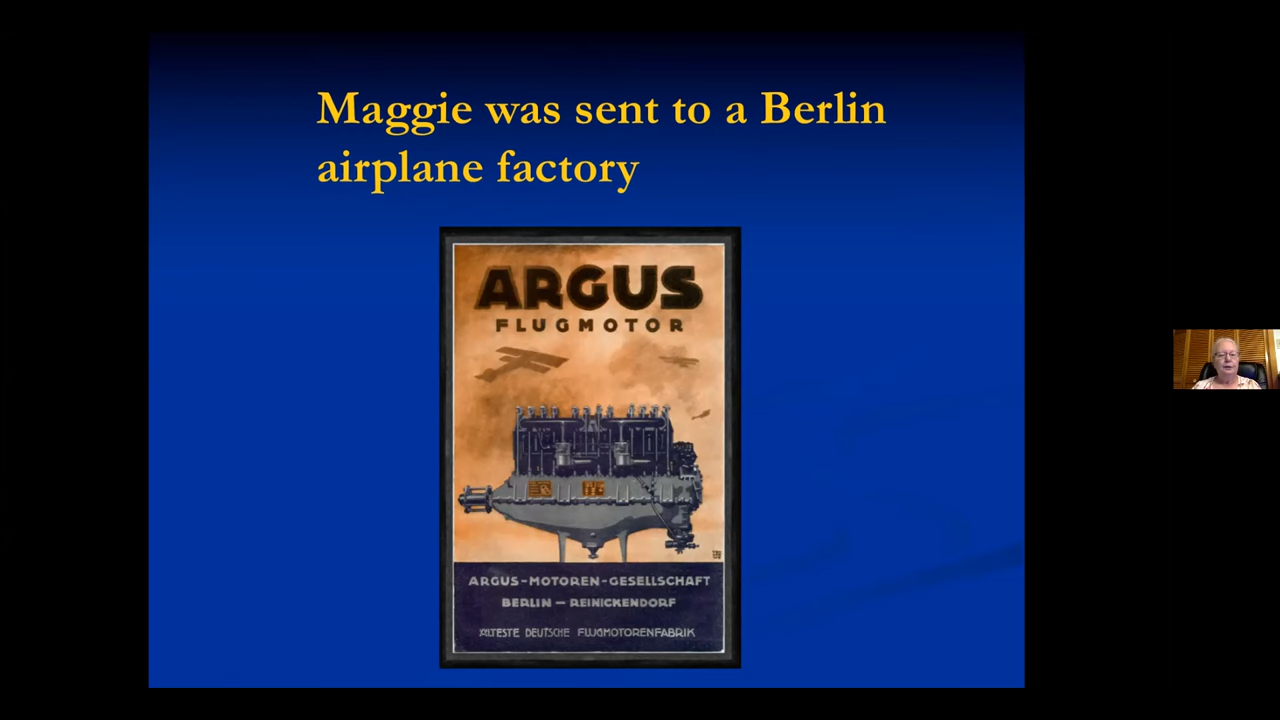 Maggie was sent to a Berlin
airplane factory
ARGUS
FLUGMOTOR
ARGUS-MOTOREN-GESELLSCHAFT
BERLIN — REINICKENDORF
ÄLTESTE DEUTSCHE FLUGMOTORENFABRIK